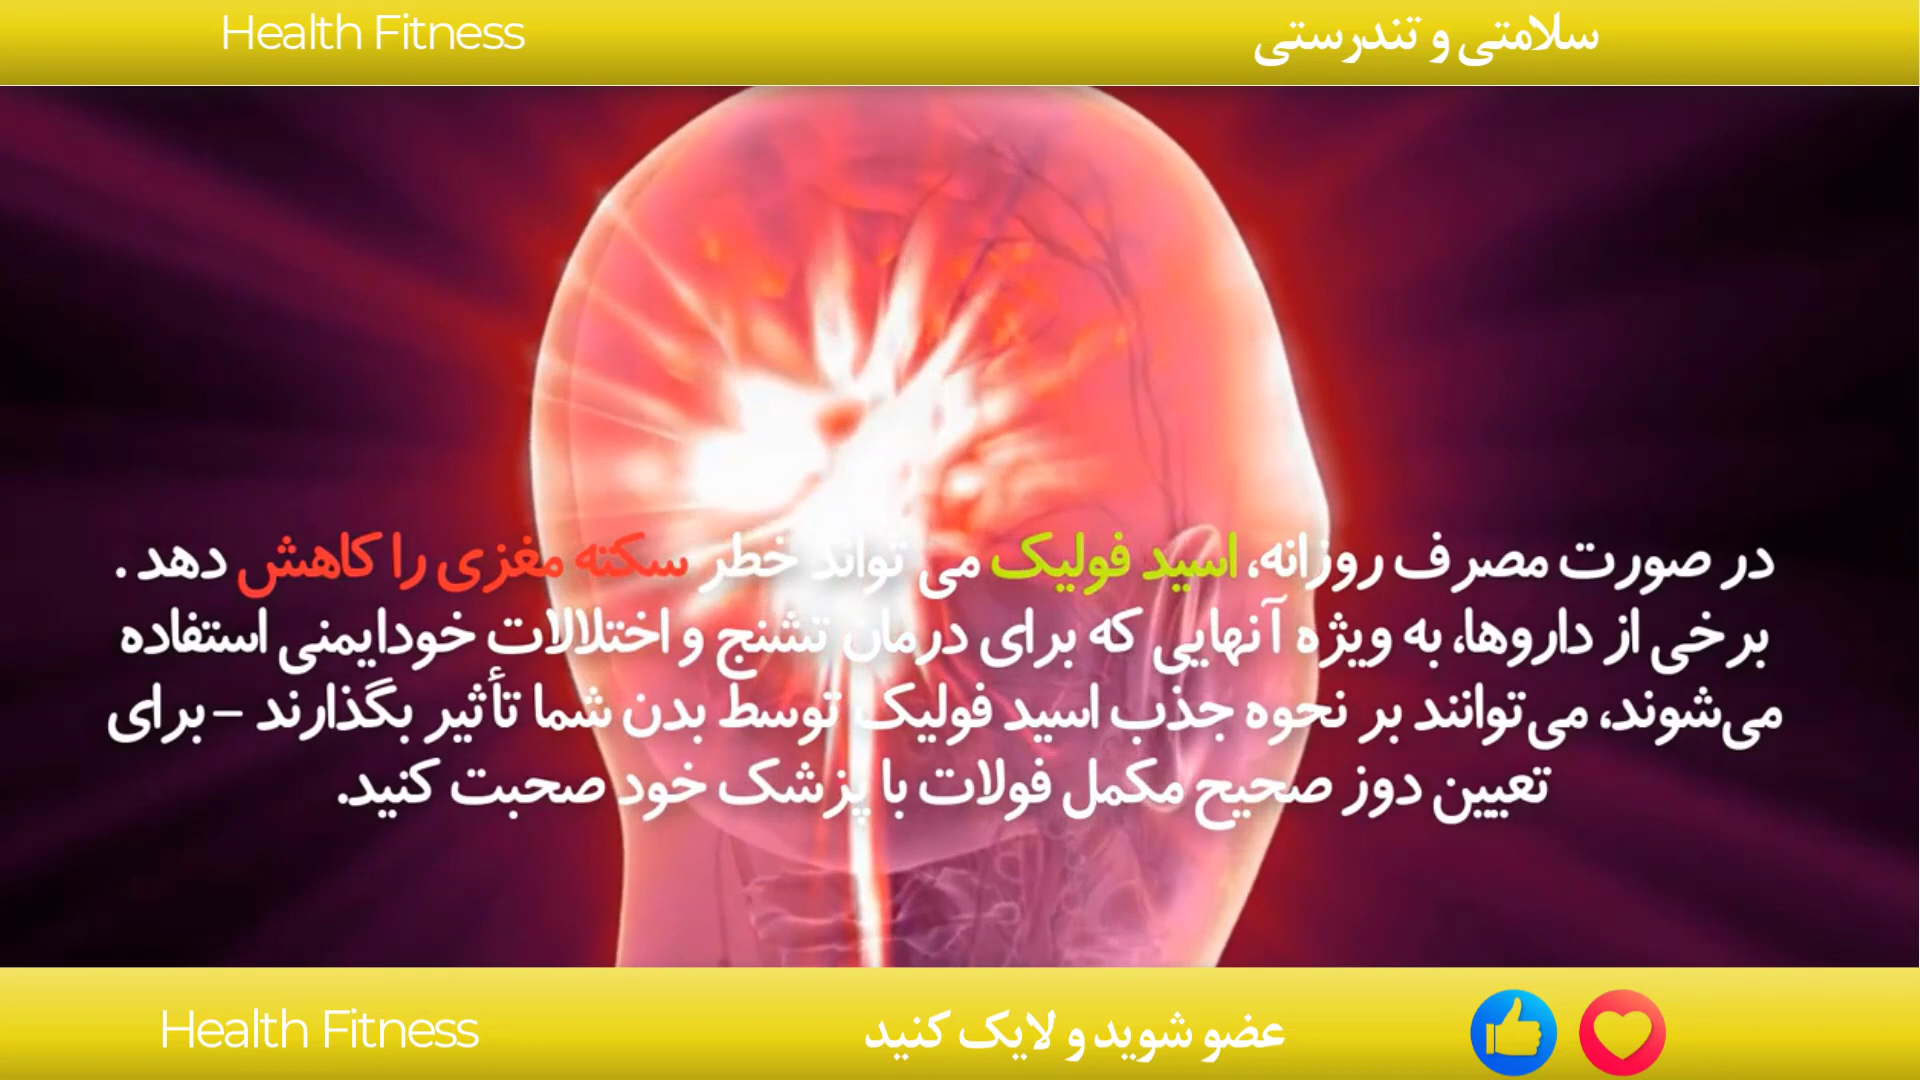 Health Fitness
سلامتی و تندرستی
در صورت مصرف روزانه، اسید فولیک می تواند خطر سکته مغزی را کاهش دهد .
برخی از داروها، به ویژه آنهایی که برای درمان تشنج و اختلالات خودایمنی استفاده
می‌شوند، می‌توانند بر نحوه جذب اسید فولیک توسط بدن شما تأثیر بگذارند – برای
تعیین دوز صحیح مکمل فولات با پزشک خود صحبت کنید.
Health Fitness
عضو شوید و لایک کنید